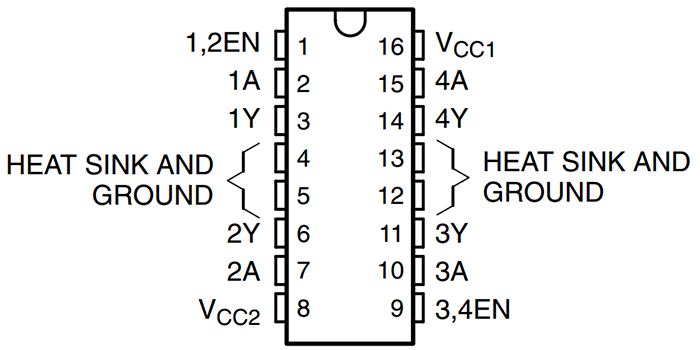 1,2EN 1 16 VCC1
1A 2 15 4A
1Y 3 14 4Y
HEAT SINK AND GROUND 4 13 HEAT SINK AND GROUND
5 12
2Y 6 11 3Y
2A 7 10 3A
VCC2 8 9 3,4EN